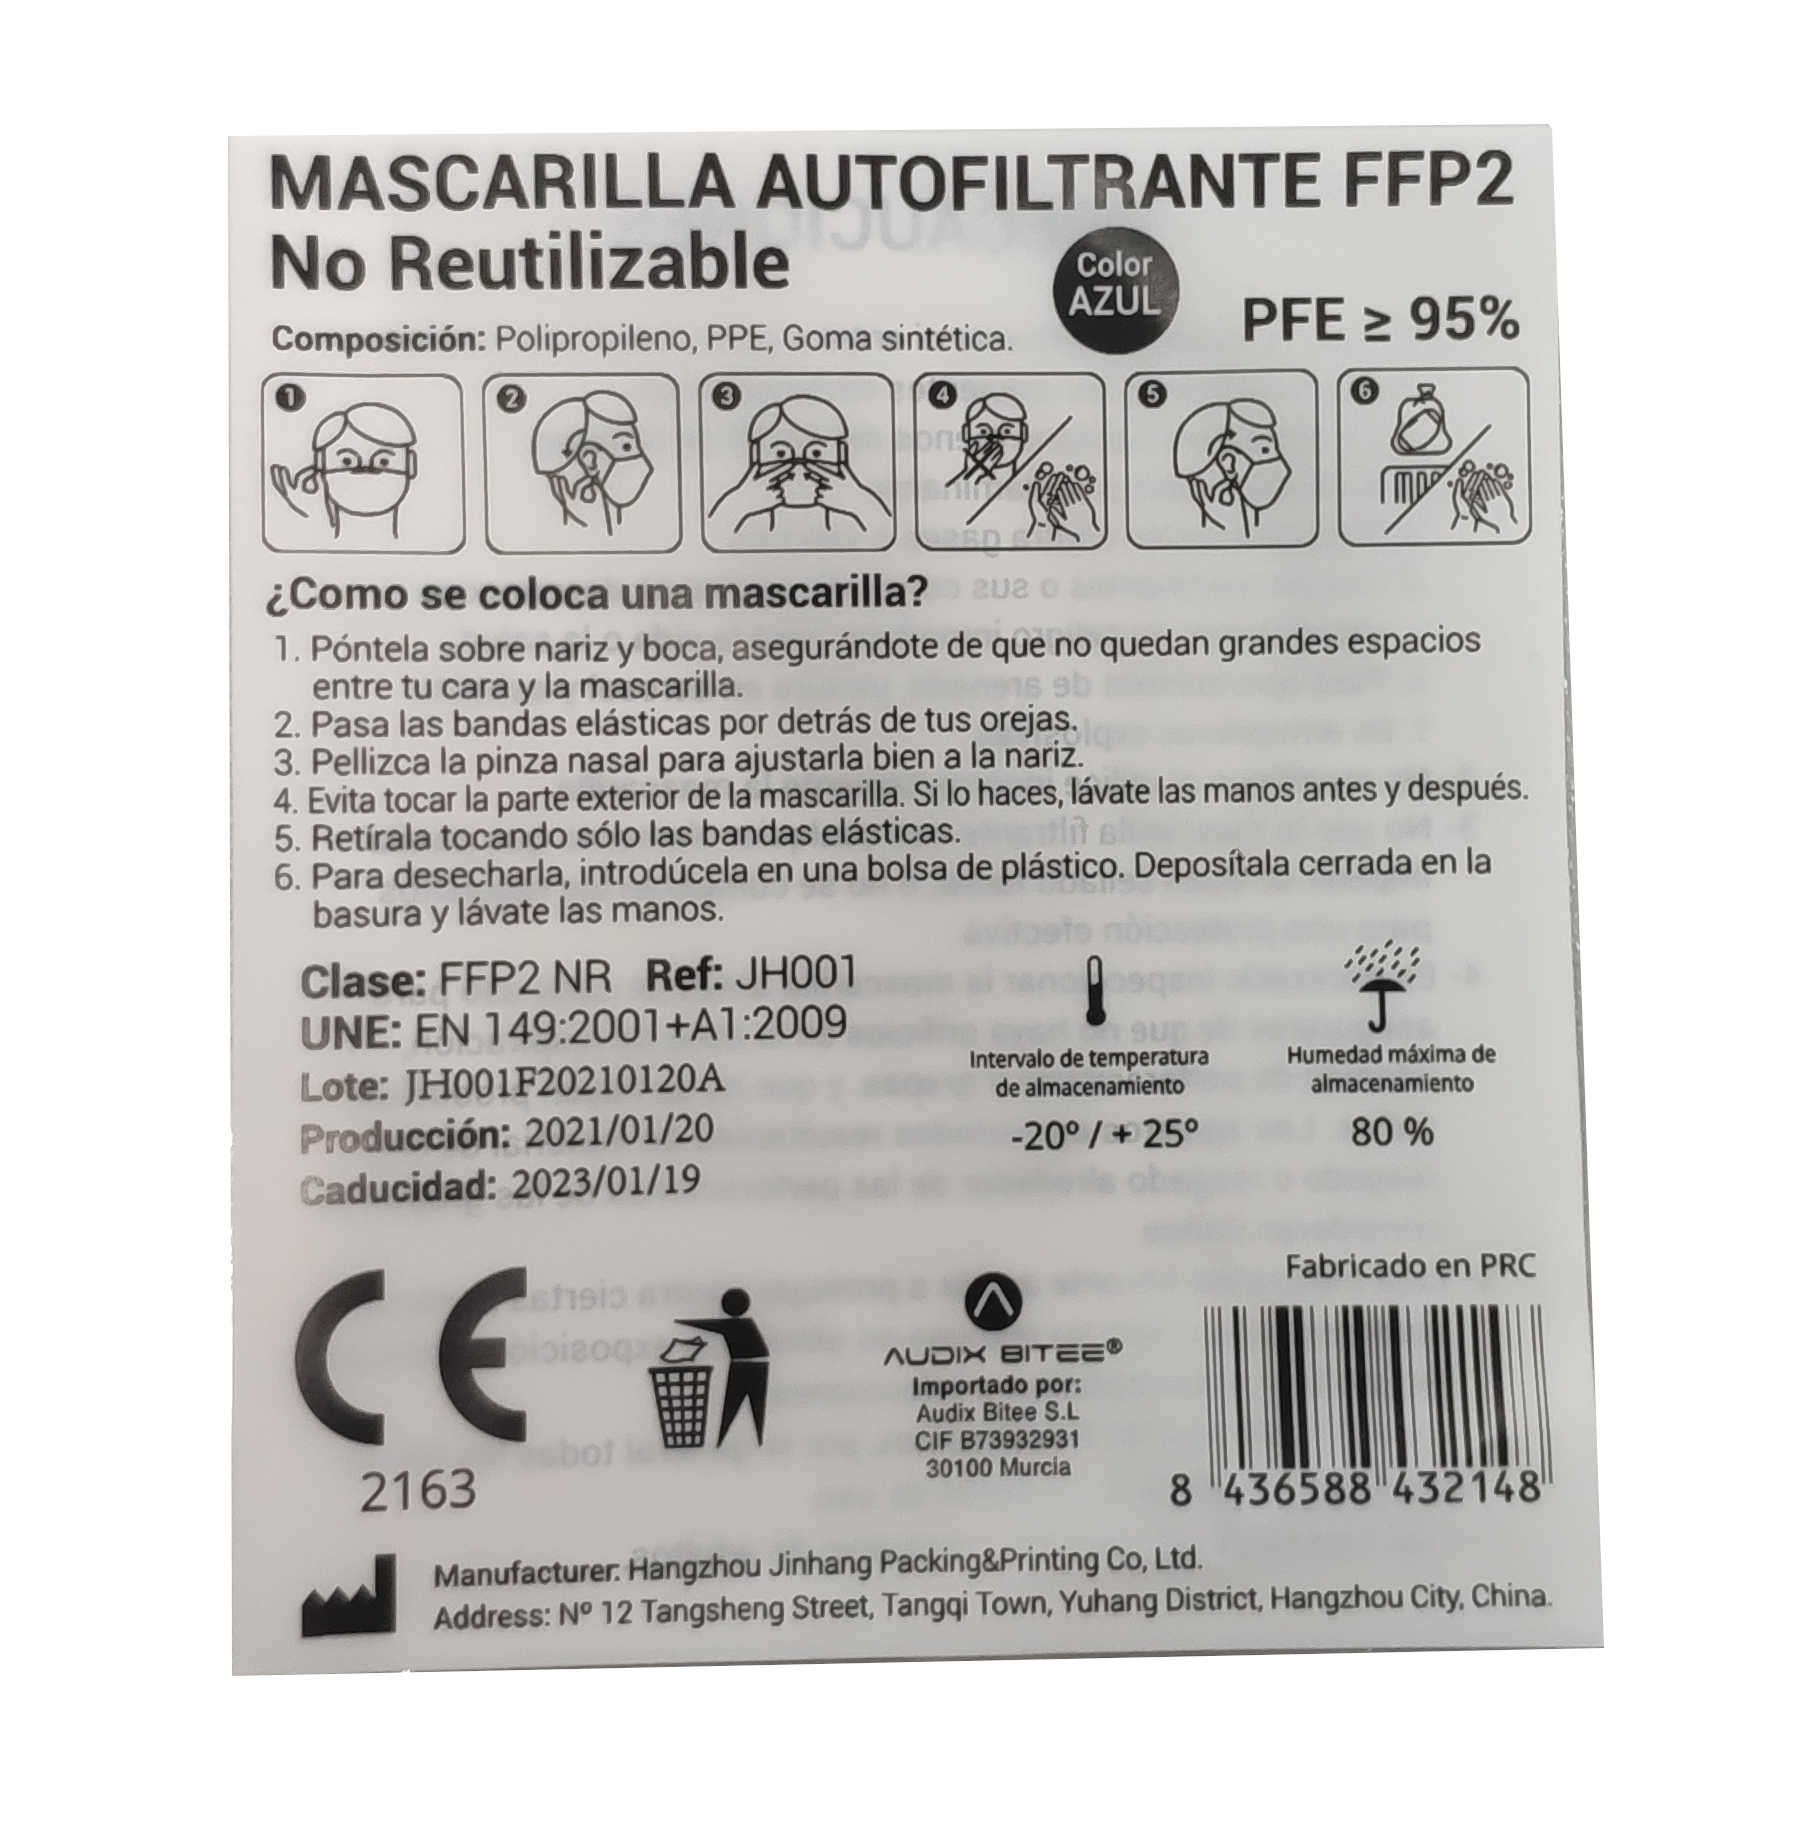 MASCARILLA AUTOFILTRANTE FFP2
No Reutilizable
Color
AZUL
PFE ≥ 95%
Composición: Polipropileno, PPE, Goma sintética.
1 2 3 4 5 6
¿Como se coloca una mascarilla?
1. Póntela sobre nariz y boca, asegurándote de que no quedan grandes espacios
entre tu cara y la mascarilla.
2. Pasa las bandas elásticas por detrás de tus orejas.
3. Pellizca la pinza nasal para ajustarla bien a la nariz.
4. Evita tocar la parte exterior de la mascarilla. Si lo haces, lávate las manos antes y después.
5. Retírala tocando sólo las bandas elásticas.
6. Para desecharla, introdúcela en una bolsa de plástico. Deposítala cerrada en la
basura y lávate las manos.
Clase: FFP2 NR Ref: JH001
UNE: EN 149:2001+A1:2009
Lote: JH001F20210120A
Producción: 2021/01/20
Caducidad: 2023/01/19
Intervalo de temperatura
de almacenamiento
-20º / + 25º
Humedad máxima de
almacenamiento
80 %
CE
2163
AUDIX BITEE®
Importado por:
Audix Bitee S.L
CIF B73932931
30100 Murcia
Fabricado en PRC
8 436588 432148
Manufacturer: Hangzhou Jinhang Packing&Printing Co, Ltd.
Address: Nº 12 Tangsheng Street, Tangqi Town, Yuhang District, Hangzhou City, China.